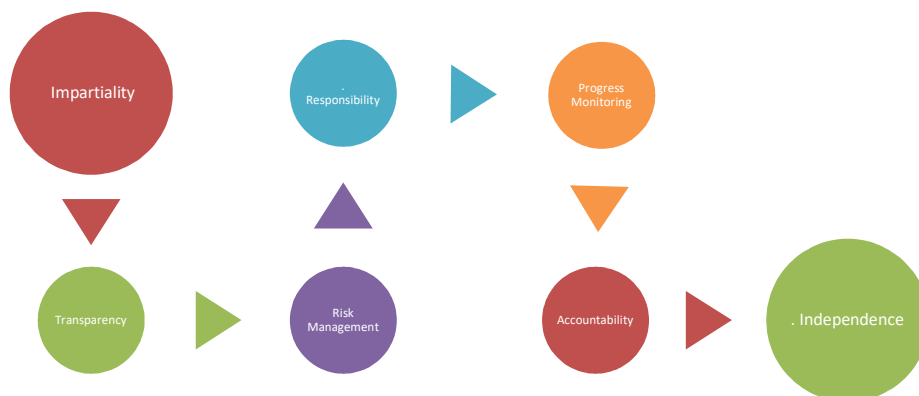 Impartiality
Transparency
Risk
Management
.
Responsibility
Progress
Monitoring
Accountability
. Independence